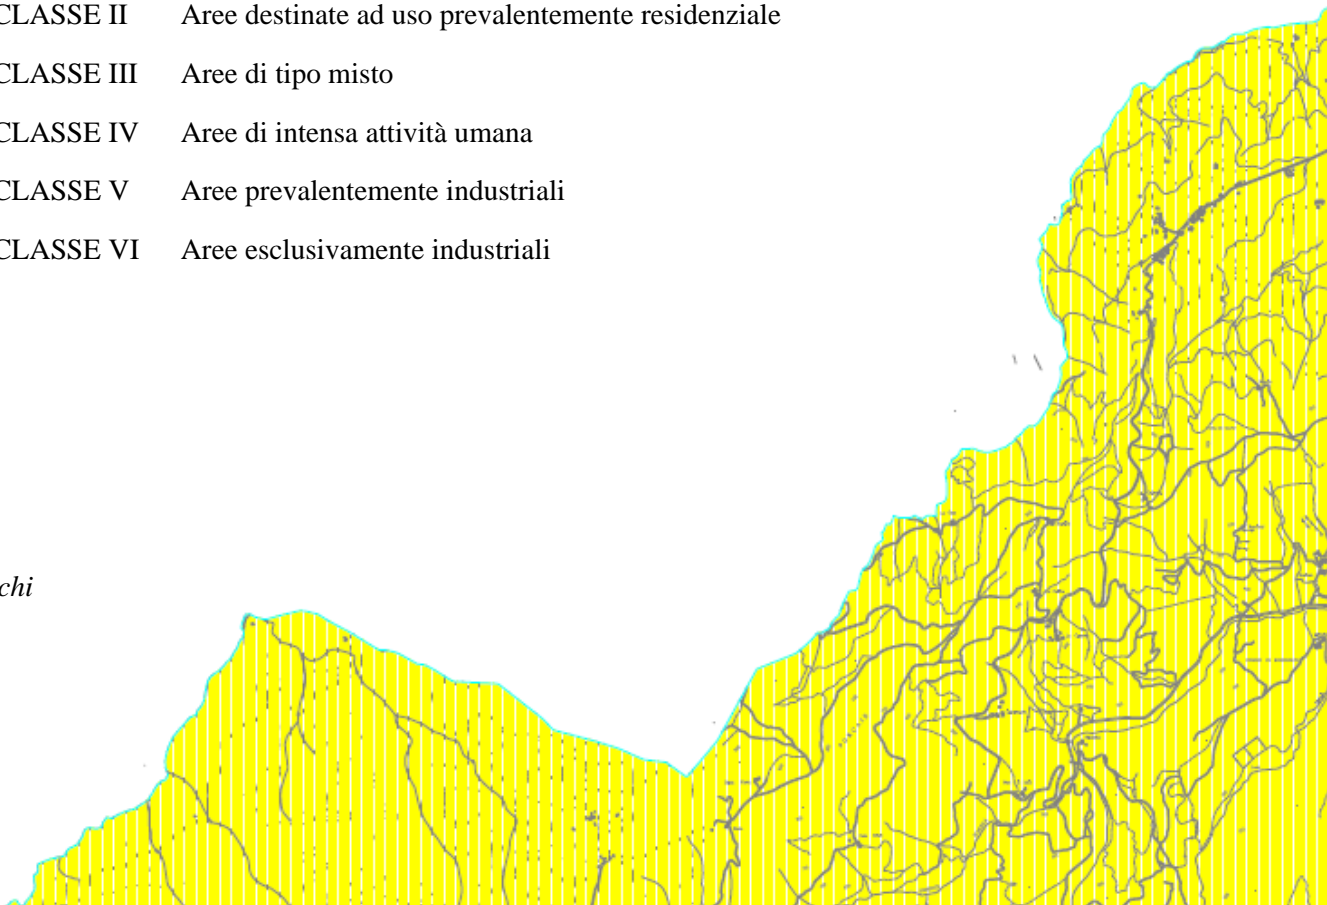 CLASSE II Aree destinate ad uso prevalentemente residenziale
CLASSE III Aree di tipo misto
CLASSE IV Aree di intensa attività umana
CLASSE V Aree prevalentemente industriali
CLASSE VI Aree esclusivamente industriali
chi